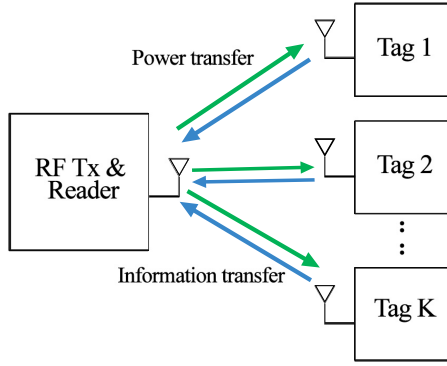 Power transfer
Tag 1
RF Tx &
Reader
Tag 2
Information transfer
Tag K